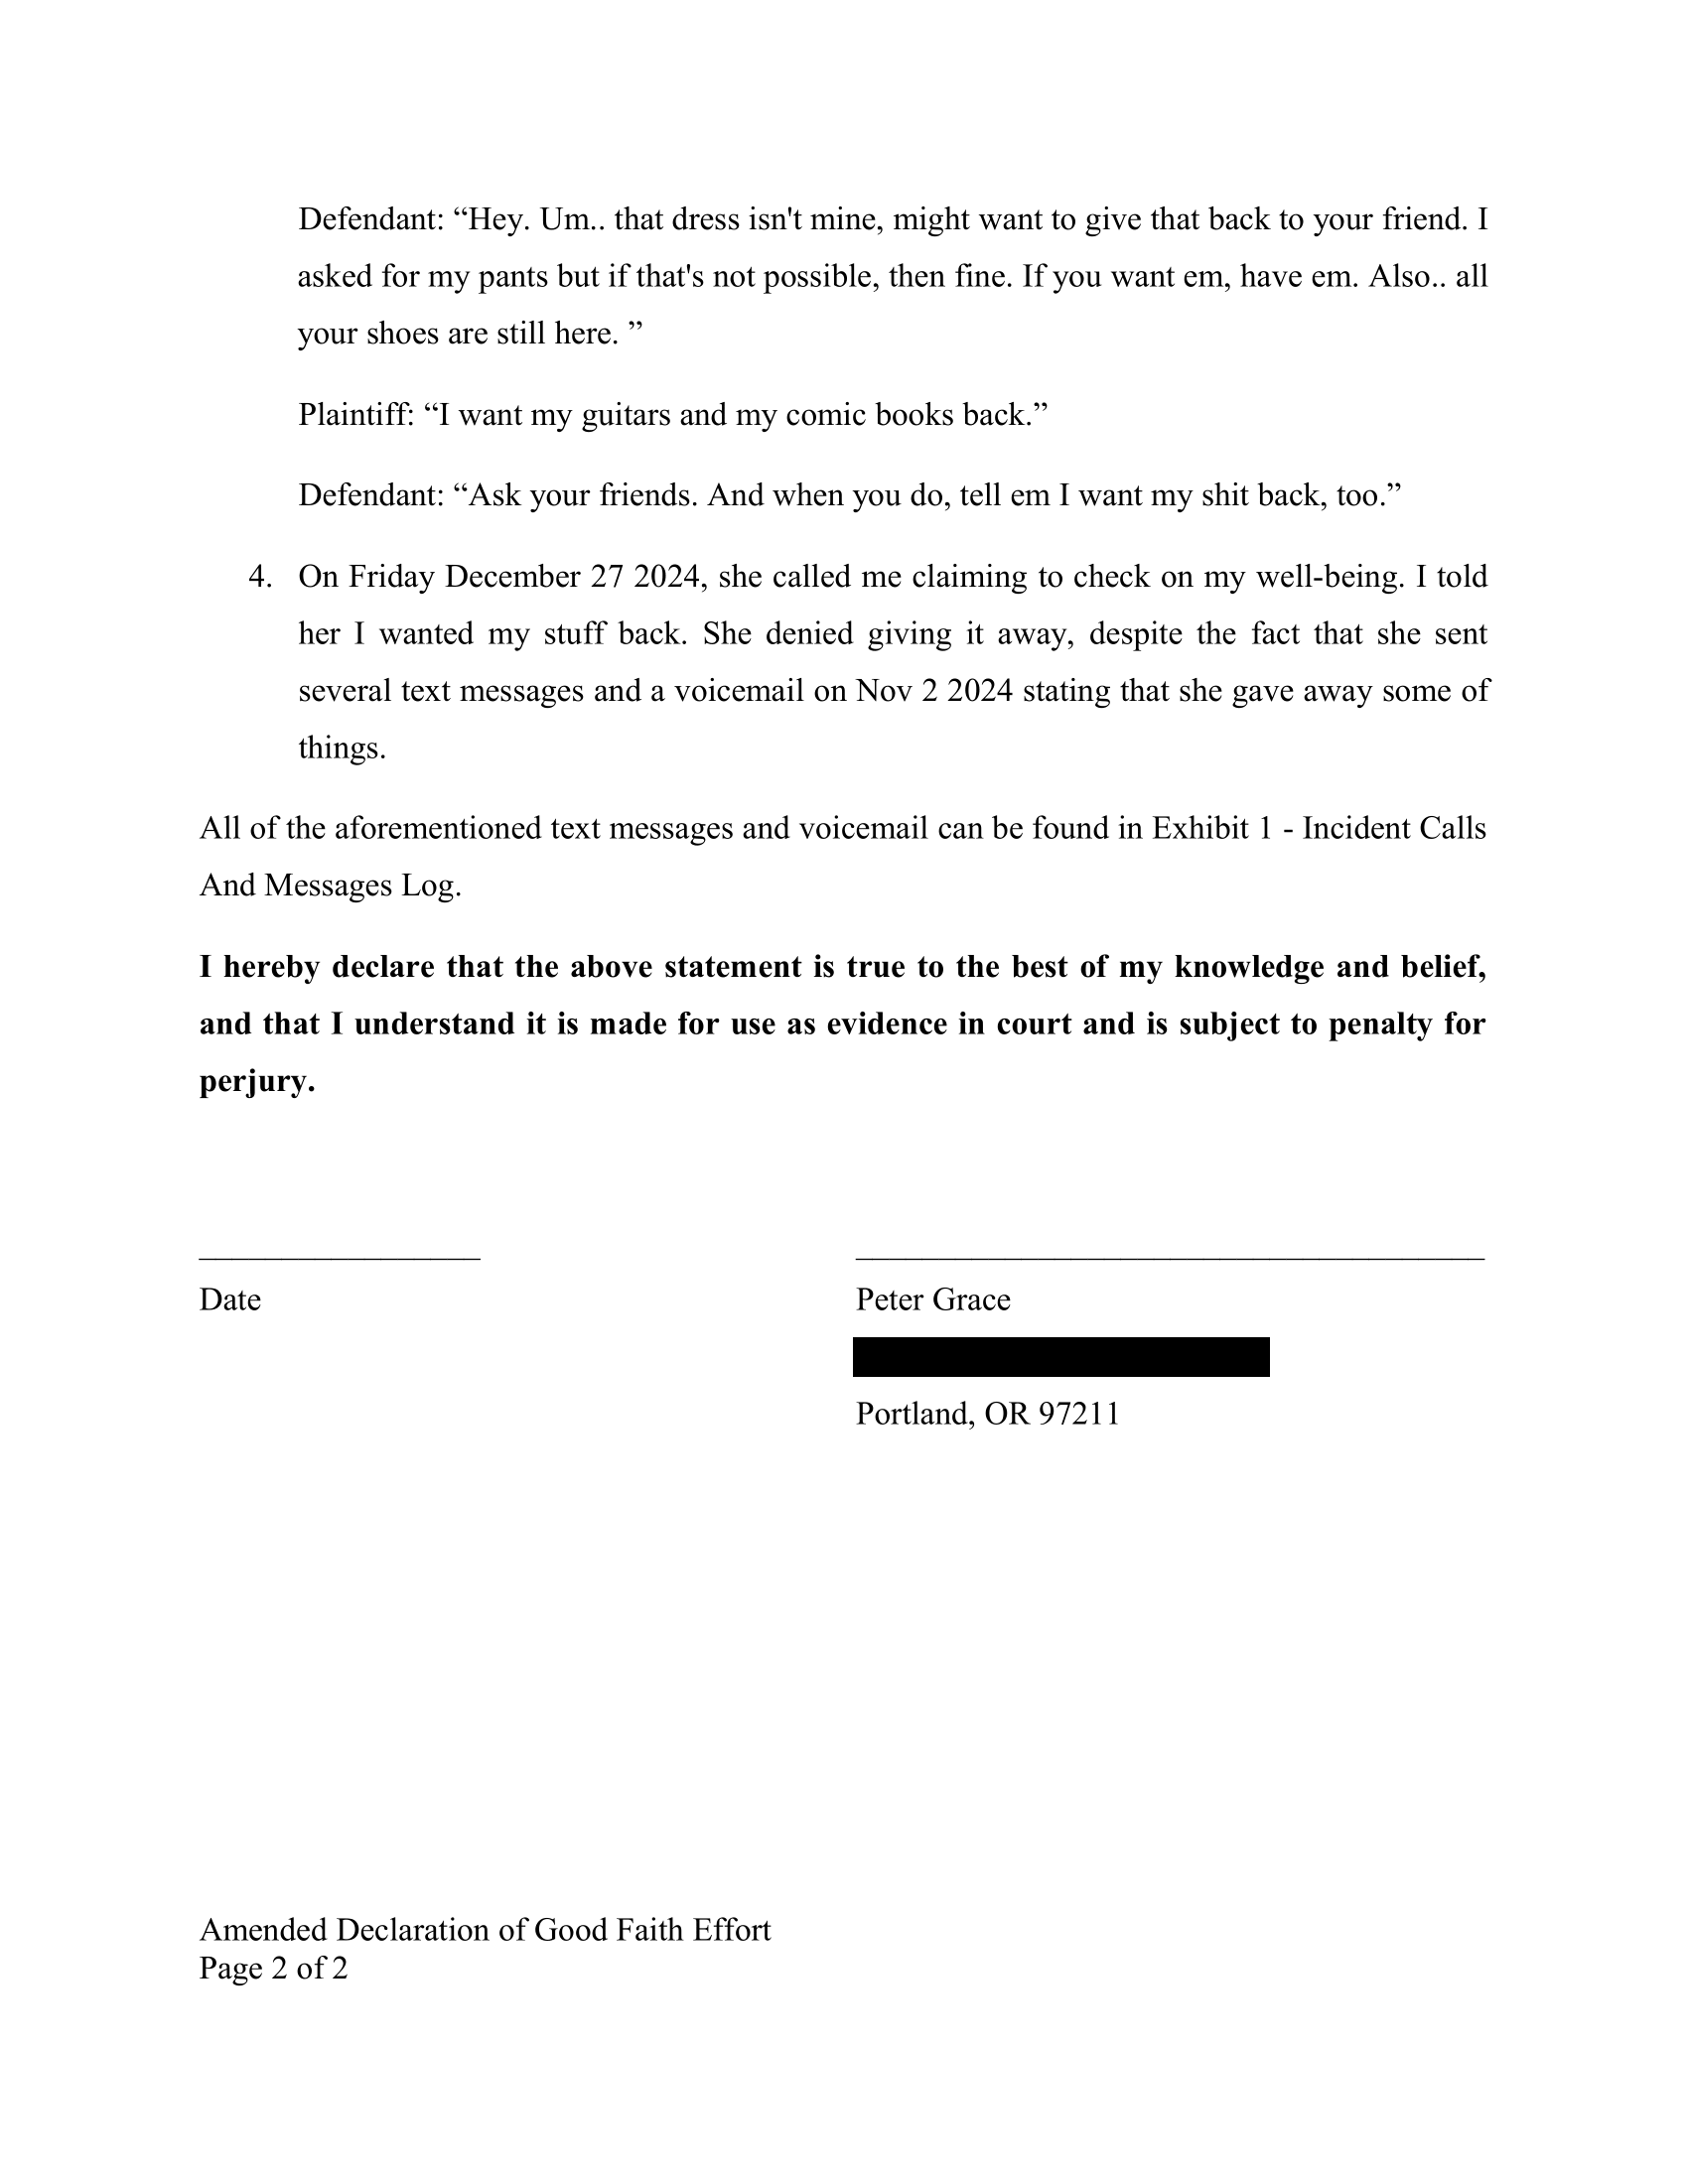 Defendant: “Hey. Um.. that dress isn't mine, might want to give that back to your friend. I
asked for my pants but if that's not possible, then fine. If you want em, have em. Also.. all
your shoes are still here. ”
Plaintiff: “I want my guitars and my comic books back.”
Defendant: “Ask your friends. And when you do, tell em I want my shit back, too.”
4. On Friday December 27 2024, she called me claiming to check on my well-being. I told
her I wanted my stuff back. She denied giving it away, despite the fact that she sent
several text messages and a voicemail on Nov 2 2024 stating that she gave away some of
things.
All of the aforementioned text messages and voicemail can be found in Exhibit 1 - Incident Calls
And Messages Log.
I hereby declare that the above statement is true to the best of my knowledge and belief,
and that I understand it is made for use as evidence in court and is subject to penalty for
perjury.
Date
Peter Grace
Portland, OR 97211
Amended Declaration of Good Faith Effort
Page 2 of 2